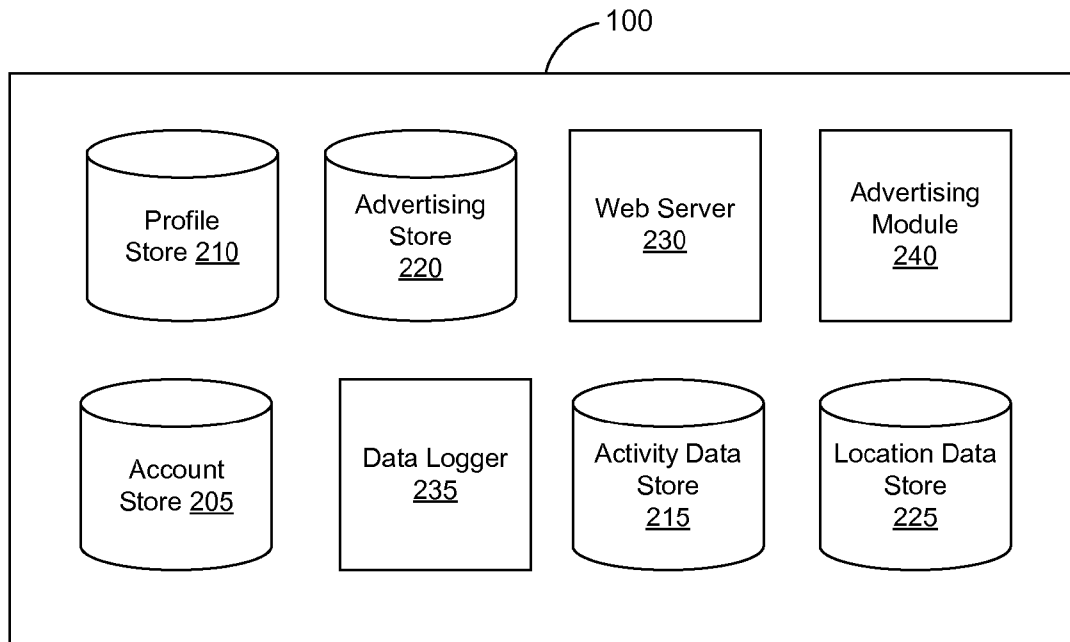 100
Profile
Store 210
Advertising
Store
220
Web Server
230
Advertising
Module
240
Account
Store 205
Data Logger
235
Activity Data
Store
215
Location Data
Store
225